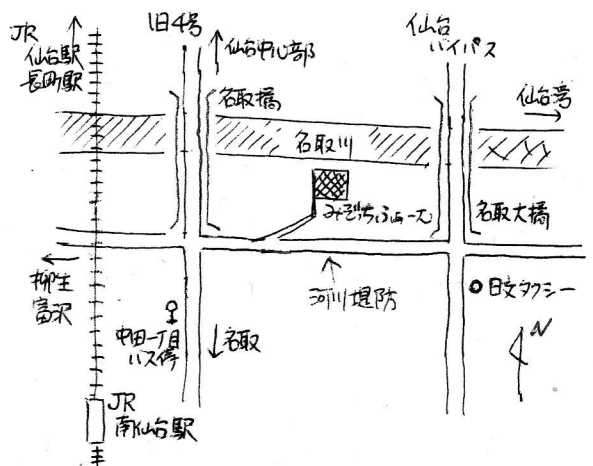 JR
仙台駅
長町駅
旧4号
仙台中心部
名取橋
仙台
バイパス
仙台湾
名取川
みぞぐちふぁーむ
名取大橋
柳生
富沢
河川堤防
日交タクシー
中田一丁目
バス停
名取
N
JR
南仙台駅